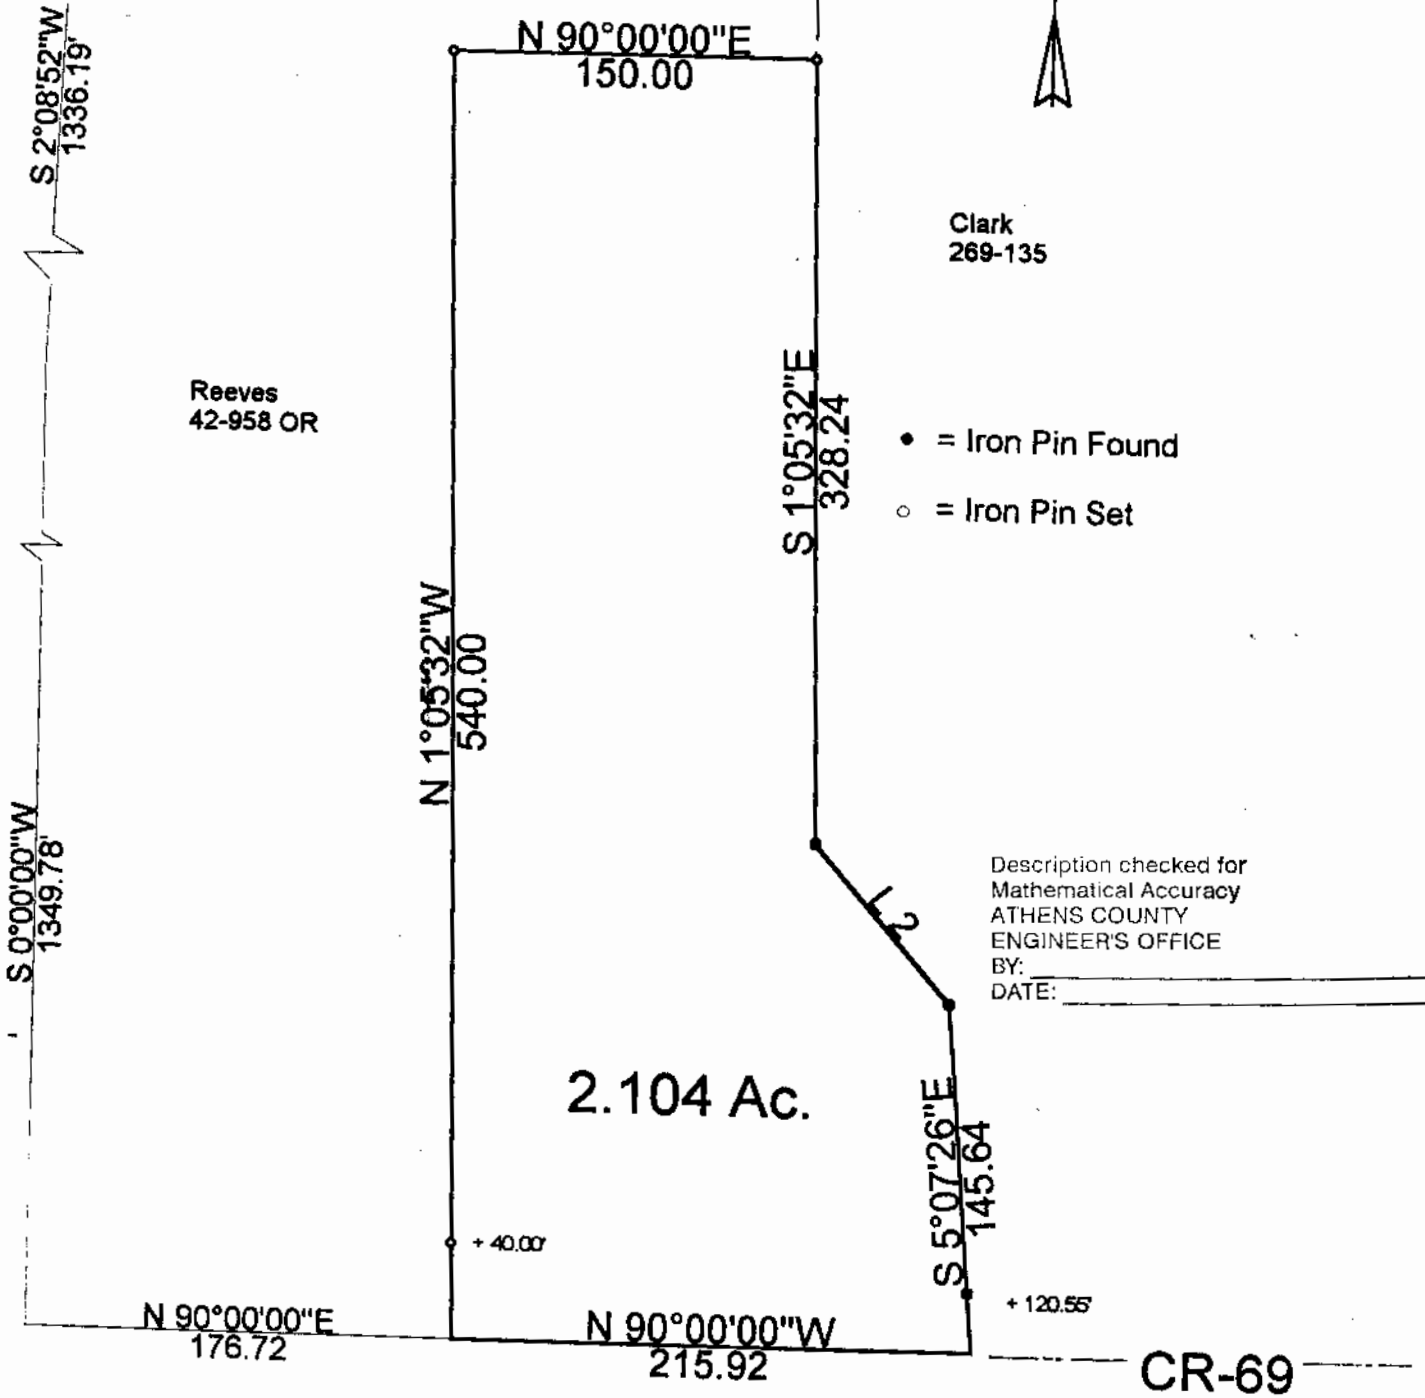 S 2°08'52"W
1336.19'
N 90°00'00"E
150.00
Clark
269-135
Reeves
42-958 OR
S 1°05'32"E
328.24
= Iron Pin Found
= Iron Pin Set
N 1°05'32"W
540.00
S 0°00'00"W
1349.78'
L2
Description checked for
Mathematical Accuracy
ATHENS COUNTY
ENGINEER'S OFFICE
BY:
DATE:
2.104 Ac.
S 5°07'26"E
145.64
+ 40.00'
+ 120.55'
N 90°00'00"E
176.72
N 90°00'00"W
215.92
CR-69